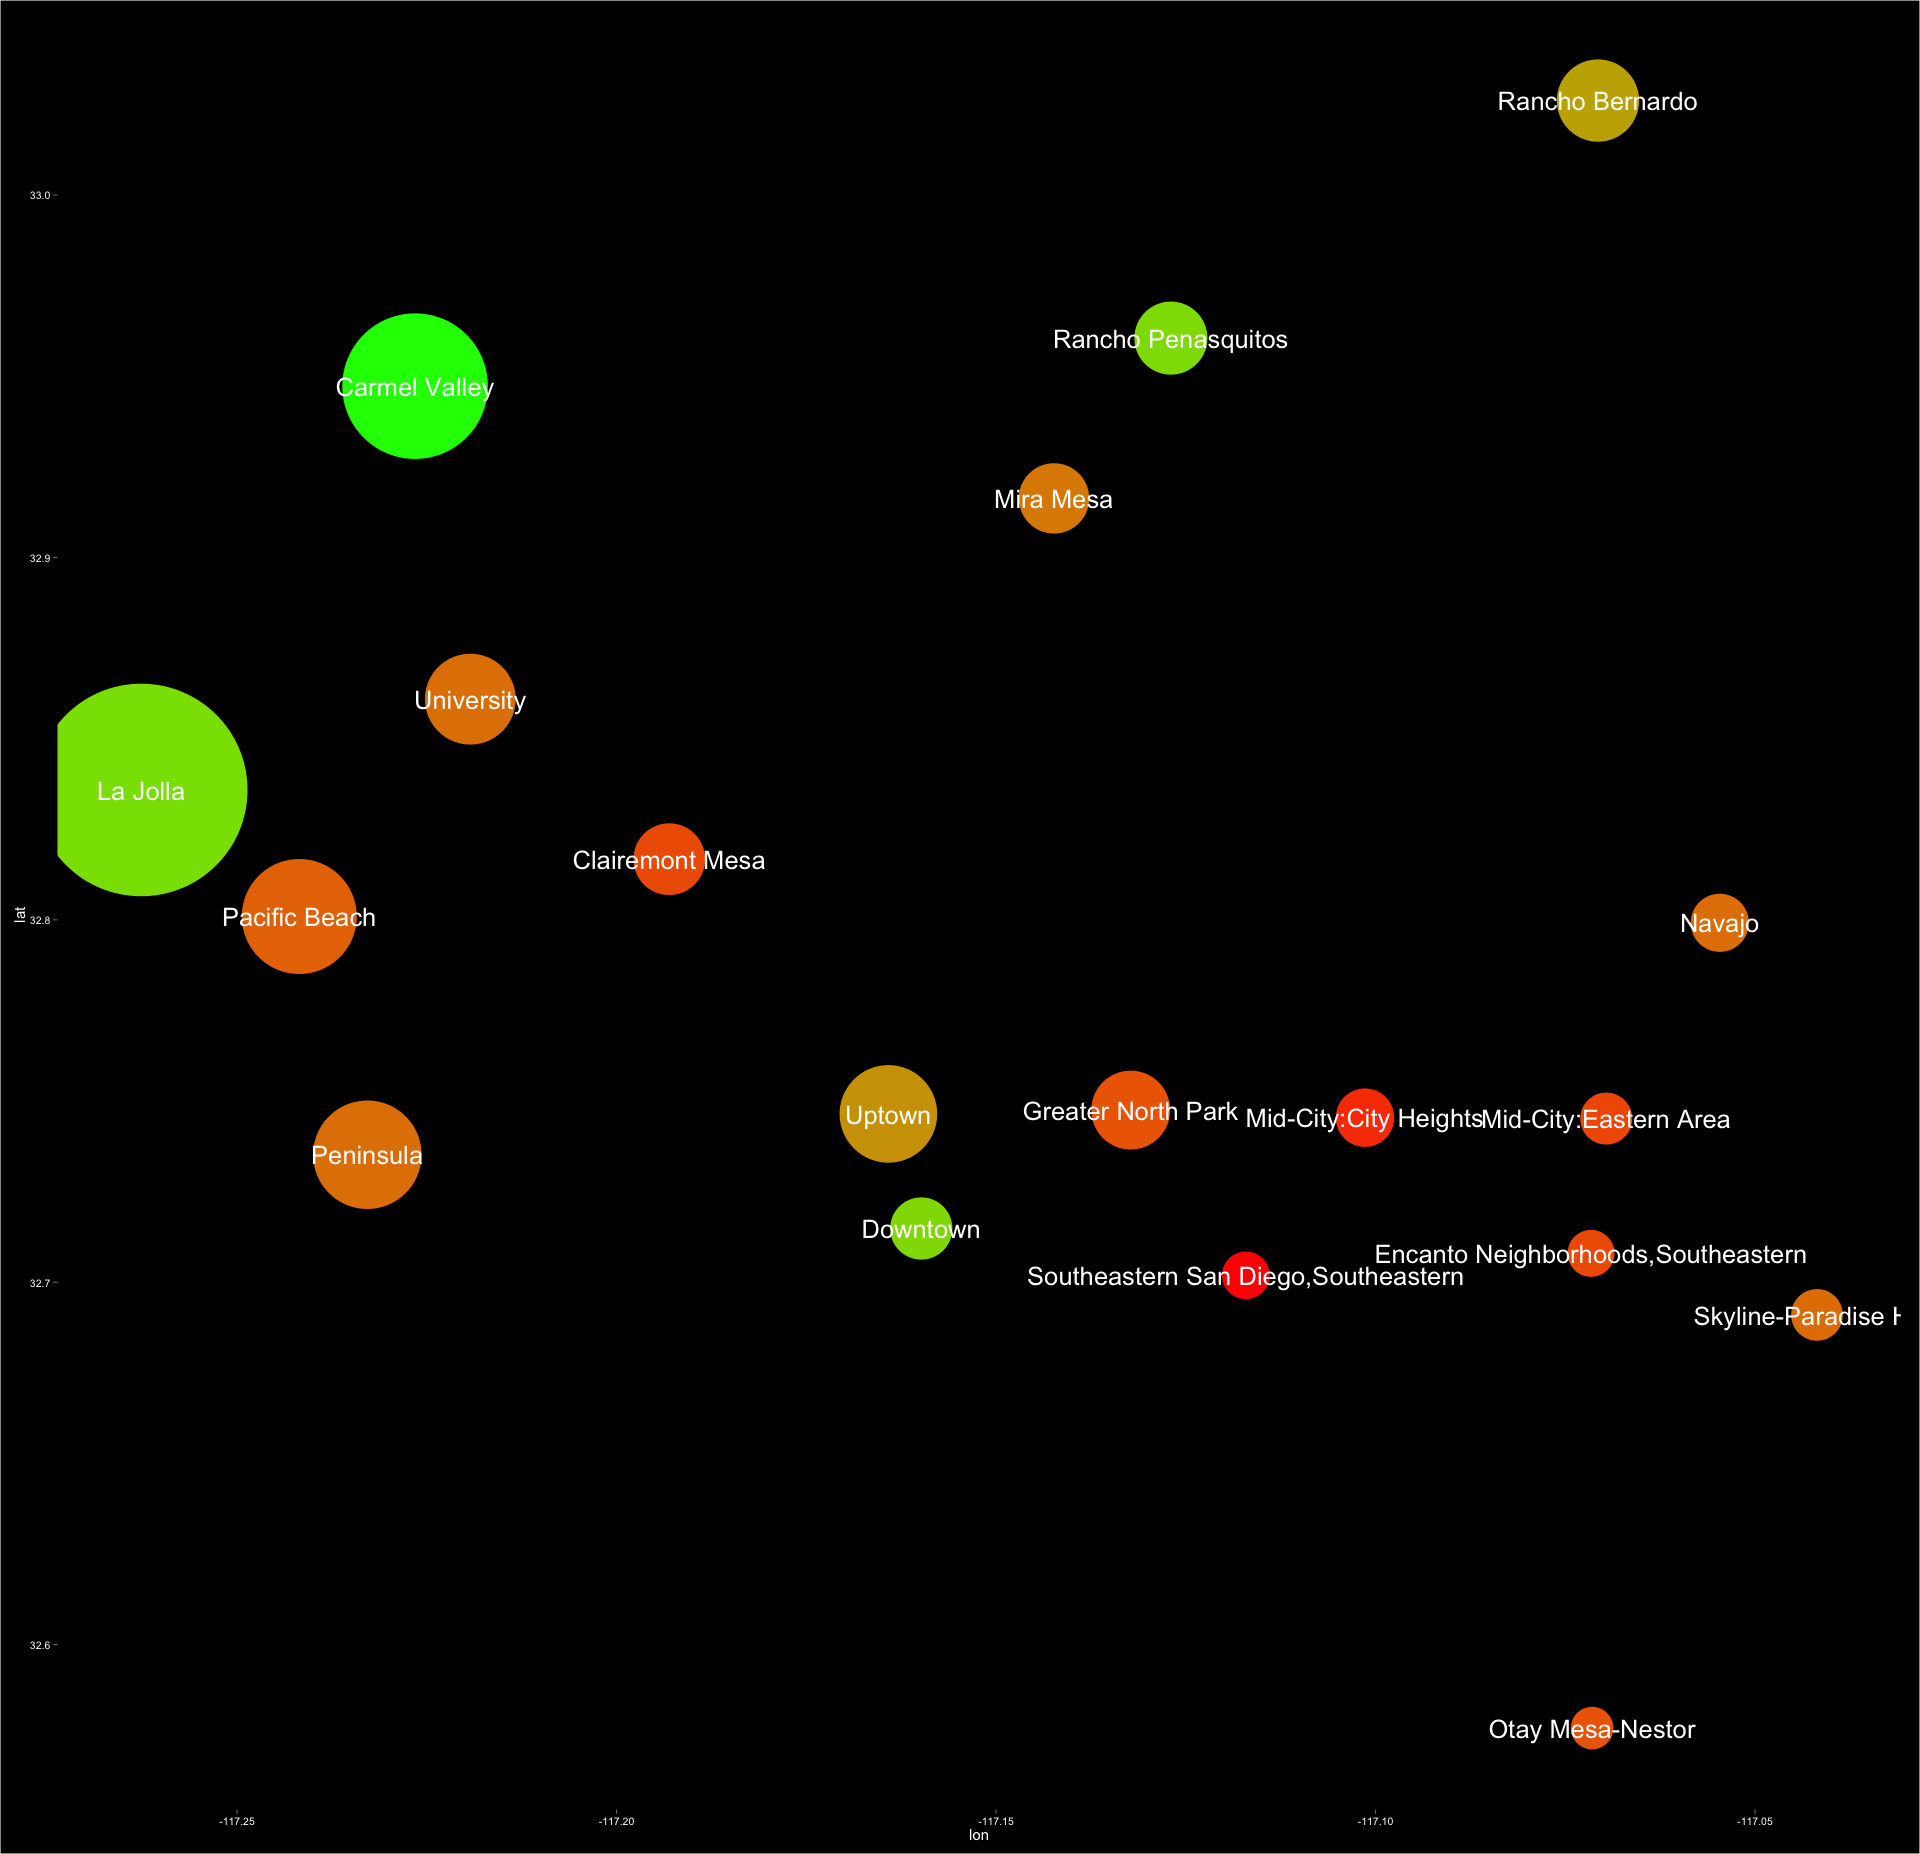 Rancho Bernardo
33.0
Rancho Penasquitos
Carmel Valley
Mira Mesa
32.9
University
La Jolla
Clairemont Mesa
Pacific Beach
lat
32.8
Navajo
Uptown
Greater North Park
Mid-City:City Heights
Mid-City:Eastern Area
Peninsula
Downtown
Encanto Neighborhoods,Southeastern
Southeastern San Diego,Southeastern
32.7
Skyline-Paradise
32.6
Otay Mesa-Nestor
-117.25
-117.20
-117.15
-117.10
-117.05
lon